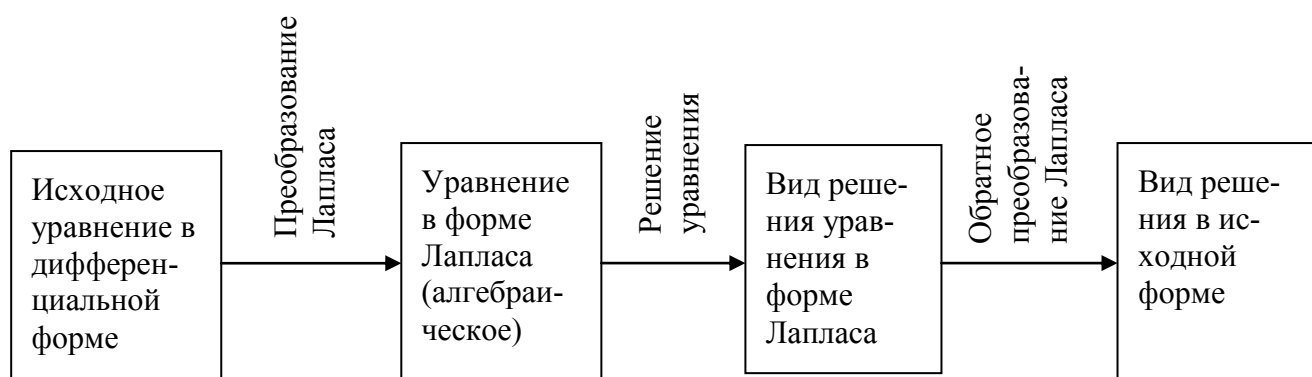 Исходное
уравнение в
дифферен-
циальной
форме
Преобразование
Лапласа
Уравнение
в форме
Лапласа
(алгебраи-
ческое)
Решение
уравнения
Вид реше-
ния урав-
нения в
форме
Лапласа
Обратное
преобразова-
ние Лапласа
Вид реше-
ния в ис-
ходной
форме